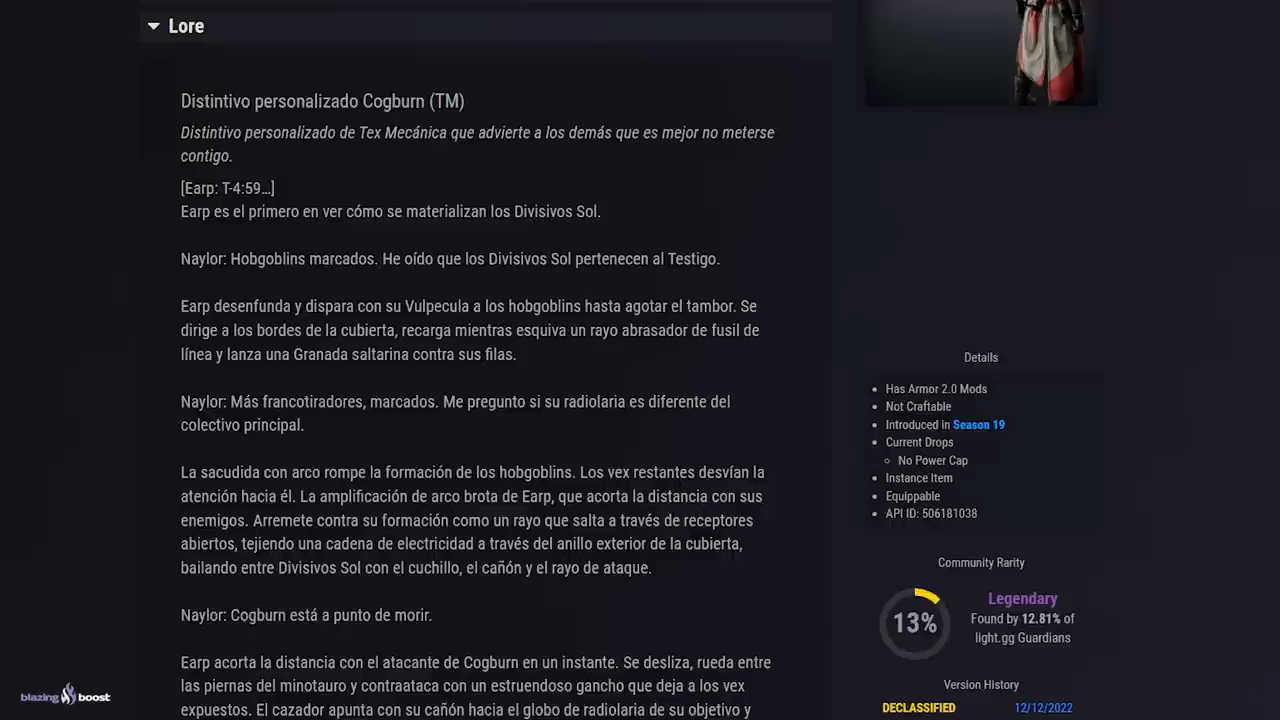 Lore
Distintivo personalizado Cogburn (TM)
Distintivo personalizado de Tex Mecánica que advierte a los demás que es mejor no meterse
contigo.
[Earp: T-4:59…]
Earp es el primero en ver cómo se materializan los Divisivos Sol.
Naylor: Hobgoblins marcados. He oído que los Divisivos Sol pertenecen al Testigo.
Earp desenfunda y dispara con su Vulpecula a los hobgoblins hasta agotar el tambor. Se
dirige a los bordes de la cubierta, recarga mientras esquiva un rayo abrasador de fusil de
línea y lanza una Granada saltarina contra sus filas.
Naylor: Más francotiradores, marcados. Me pregunto si su radiolaria es diferente del
colectivo principal.
La sacudida con arco rompe la formación de los hobgoblins. Los vex restantes desvían la
atención hacia él. La amplificación de arco brota de Earp, que acorta la distancia con sus
enemigos. Arremete contra su formación como un rayo que salta a través de receptores
abiertos, tejiendo una cadena de electricidad a través del anillo exterior de la cubierta,
bailando entre Divisivos Sol con el cuchillo, el cañón y el rayo de ataque.
Naylor: Cogburn está a punto de morir.
Earp acorta la distancia con el atacante de Cogburn en un instante. Se desliza, rueda entre
las piernas del minotauro y contraataca con un estruendoso gancho que deja a los vex
expuestos. El cazador apunta con su cañón hacia el globo de radiolaria de su objetivo y
Details
Has Armor 2.0 Mods
Not Craftable
Introduced in Season 19
Current Drops
No Power Cap
Instance Item
Equippable
API ID: 506181038
Community Rarity
13%
Legendary
Found by 12.81% of
light.gg Guardians
Version History
DECLASSIFIED 12/12/2022
blazing boost